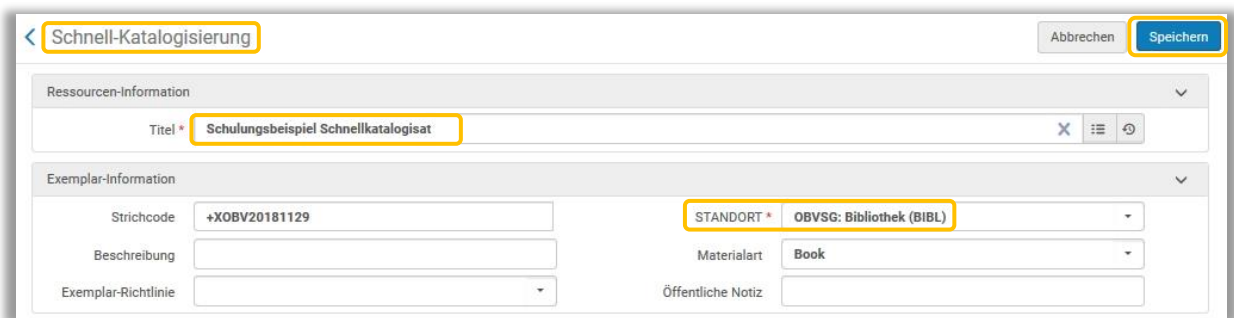 Schnell-Katalogisierung Abbrechen Speichern
Ressourcen-Information
Titel * Schulungsbeispiel Schnellkatalogisat
Exemplar-Information
Strichcode +XOBV20181129 STANDORT * OBVSG: Bibliothek (BIBL)
Beschreibung Materialart Book
Exemplar-Richtlinie Öffentliche Notiz